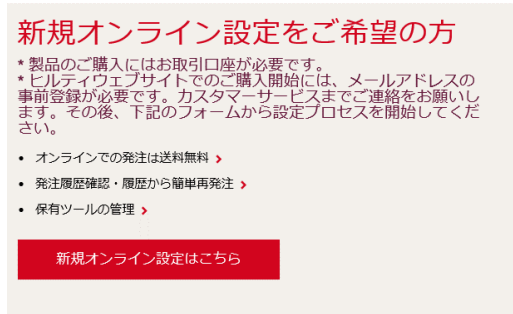 新規オンライン設定をご希望の方
* 製品のご購入にはお取引口座が必要です。
* ヒルティウェブサイトでのご購入開始には、メールアドレスの
事前登録が必要です。カスタマーサービスまでご連絡をお願いし
ます。その後、下記のフォームから設定プロセスを開始してくだ
さい。
• オンラインでの発注は送料無料 ›
• 発注履歴確認・履歴から簡単再発注 ›
• 保有ツールの管理 ›
新規オンライン設定はこちら